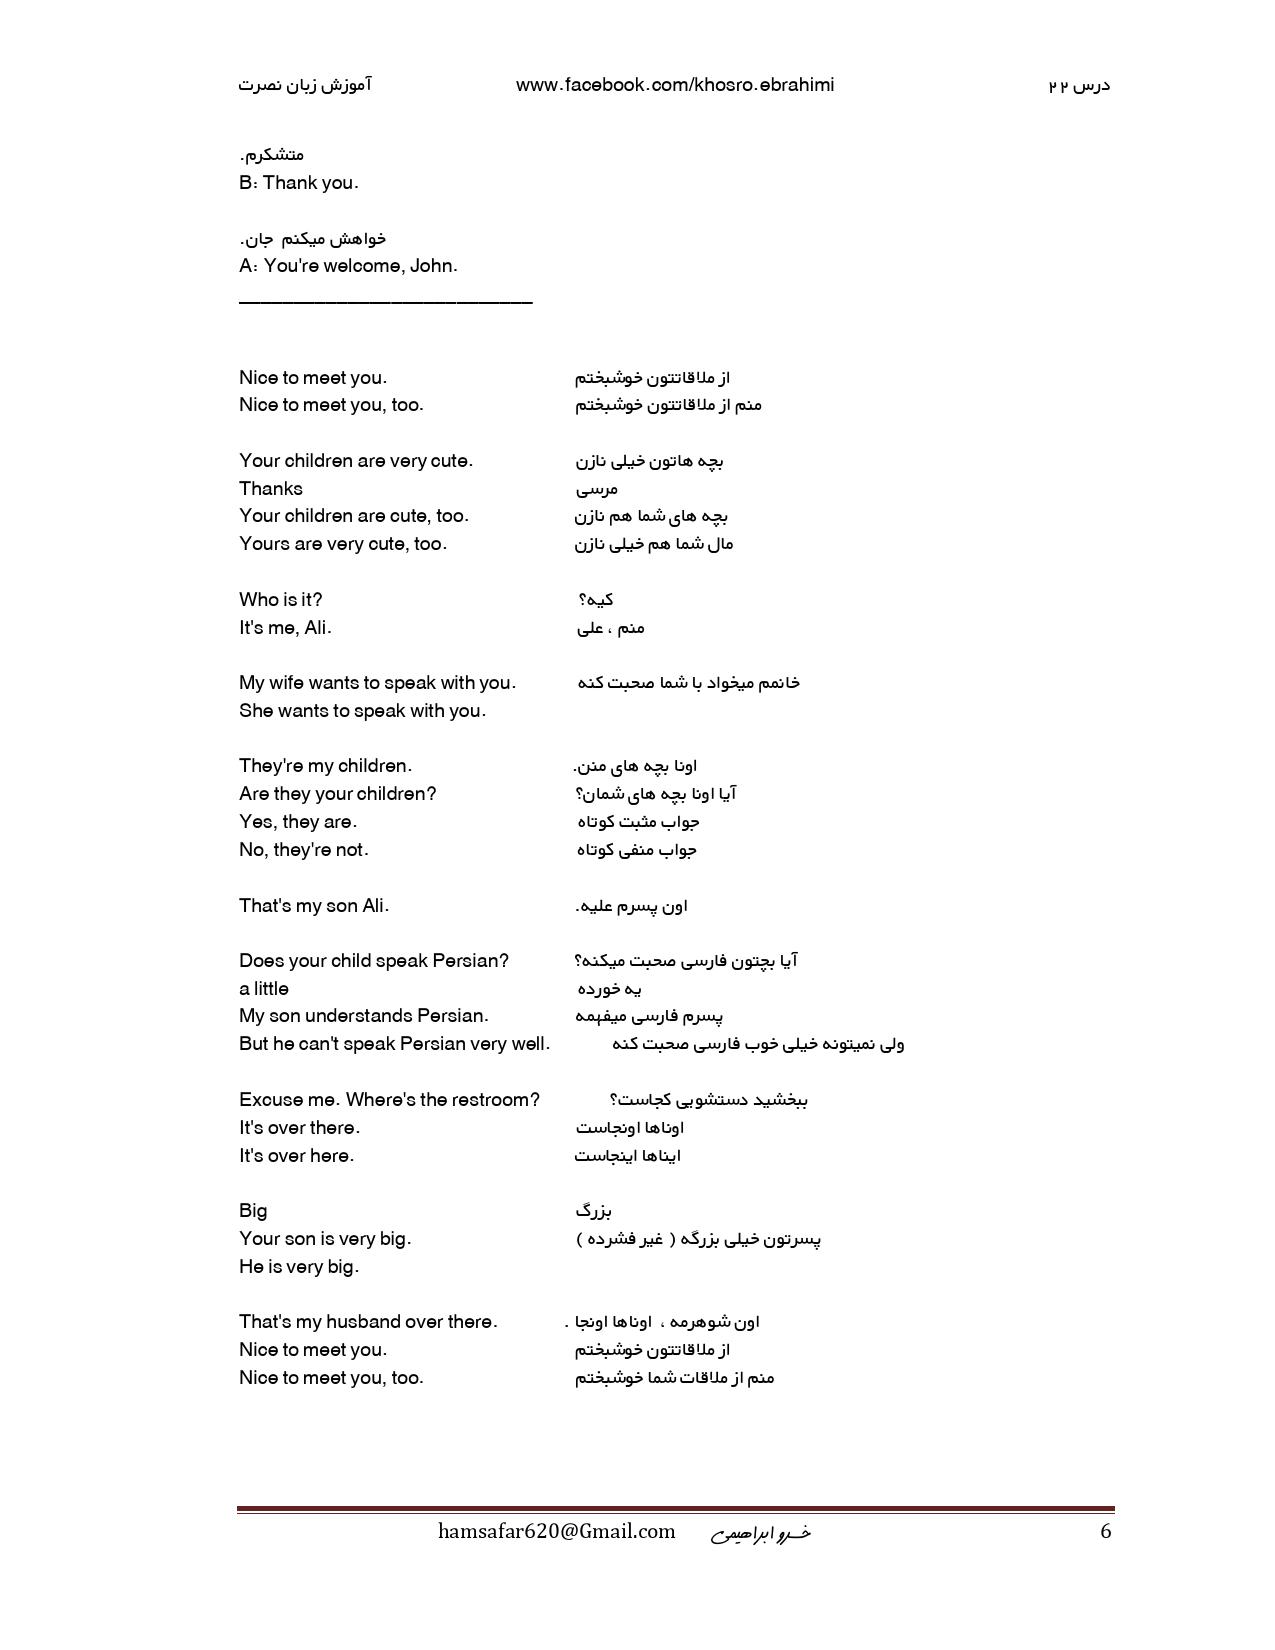 آموزش زبان نصرت www.facebook.com/khosro.ebrahimi درس ۲۲
متشکرم.
B: Thank you.
خواهش میکنم جان.
A: You're welcome, John.
____________________________
Nice to meet you. از ملاقاتتون خوشبختم
Nice to meet you, too. منم از ملاقاتتون خوشبختم
Your children are very cute. بچه هاتون خیلی نازن
Thanks مرسی
Your children are cute, too. بچه های شما هم نازن
Yours are very cute, too. مال شما هم خیلی نازن
Who is it? کیه؟
It's me, Ali. منم ، علی
My wife wants to speak with you. خانمم میخواد با شما صحبت کنه
She wants to speak with you.
They're my children. اونا بچه های منن.
Are they your children? آیا اونا بچه های شمان؟
Yes, they are. جواب مثبت کوتاه
No, they're not. جواب منفی کوتاه
That's my son Ali. اون پسرم علیه.
Does your child speak Persian? آیا بچتون فارسی صحبت میکنه؟
a little یه خورده
My son understands Persian. پسرم فارسی میفهمه
But he can't speak Persian very well. ولی نمیتونه خیلی خوب فارسی صحبت کنه
Excuse me. Where's the restroom? ببخشید دستشویی کجاست؟
It's over there. اوناها اونجاست
It's over here. ایناها اینجاست
Big بزرگ
Your son is very big. پسرتون خیلی بزرگه ( غیر فشرده )
He is very big.
That's my husband over there. اون شوهرمه ، اوناها اونجا .
Nice to meet you. از ملاقاتتون خوشبختم
Nice to meet you, too. منم از ملاقات شما خوشبختم
hamsafar620@Gmail.com خسرو ابراهیمی 6